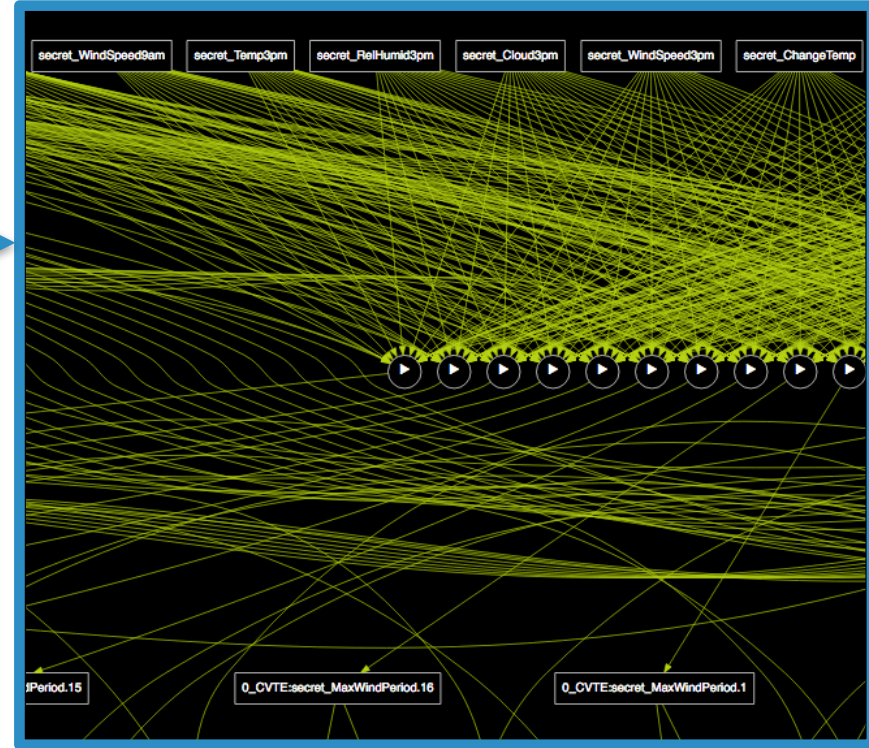 secret_WindSpeed9am
secret_Temp3pm
secret_RelHumid3pm
secret_Cloud3pm
secret_WindSpeed3pm
secret_ChangeTemp
dPeriod.15
0_CVTE:secret_MaxWindPeriod.16
0_CVTE:secret_MaxWindPeriod.1